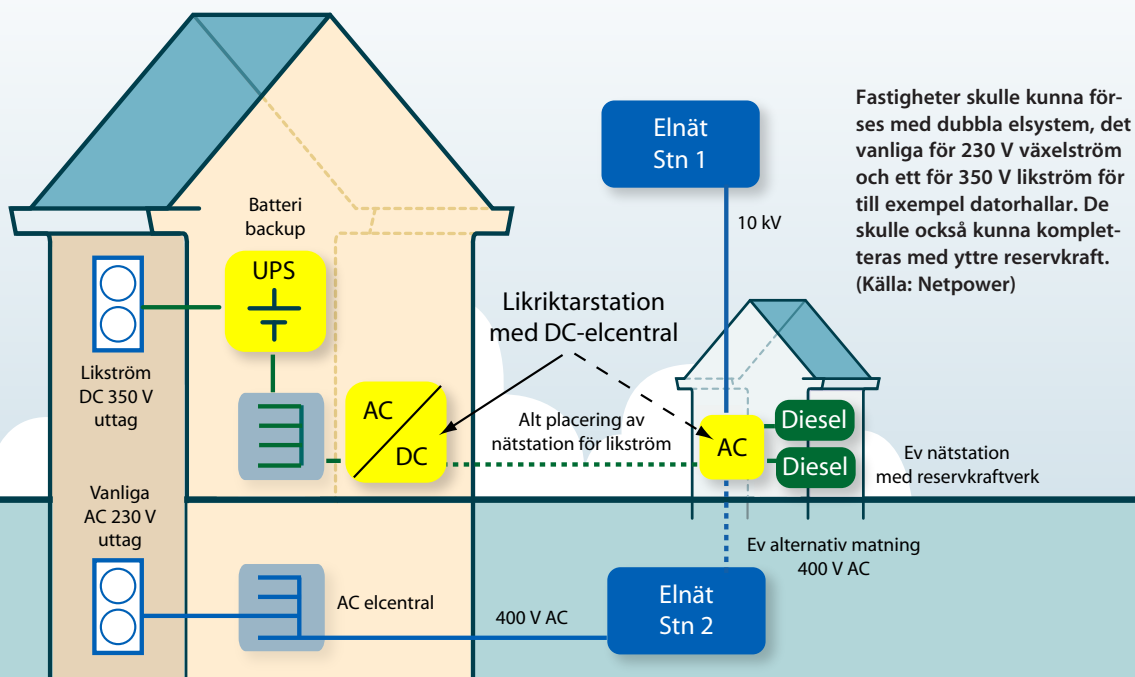 Fastigheter skulle kunna för-
ses med dubbla elsystem, det
vanliga för 230 V växelström
och ett för 350 V likström för
till exempel datorhallar. De
skulle också kunna komplet-
teras med yttre reservkraft.
(Källa: Netpower)
Elnät
Stn 1
10 kV
Batteri
backup
UPS
Likström
DC 350 V
uttag
Likriktarstation
med DC-elcentral
AC
DC
Alt placering av
nätstation för likström
AC
Diesel
Diesel
Ev nätstation
med reservkraftverk
Vanliga
AC 230 V
uttag
AC elcentral
400 V AC
Elnät
Stn 2
Ev alternativ matning
400 V AC